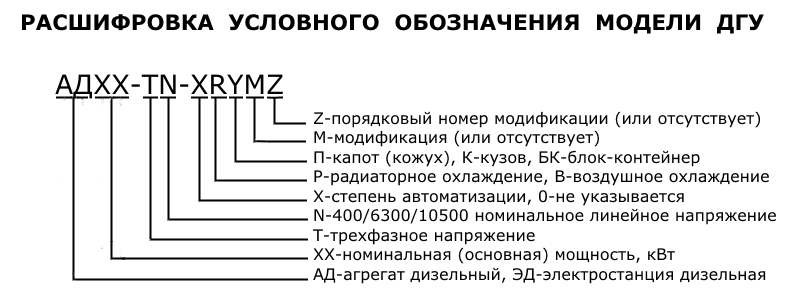 РАСШИФРОВКА УСЛОВНОГО ОБОЗНАЧЕНИЯ МОДЕЛИ ДГУ
АДХХ-ТN-ХRYМZ
Z-порядковый номер модификации (или отсутствует)
М-модификация (или отсутствует)
П-капот (кожух), К-кузов, БК-блок-контейнер
Р-радиаторное охлаждение, В-воздушное охлаждение
Х-степень автоматизации, 0-не указывается
N-400/6300/10500 номинальное линейное напряжение
Т-трехфазное напряжение
ХХ-номинальная (основная) мощность, кВт
АД-агрегат дизельный, ЭД-электростанция дизельная